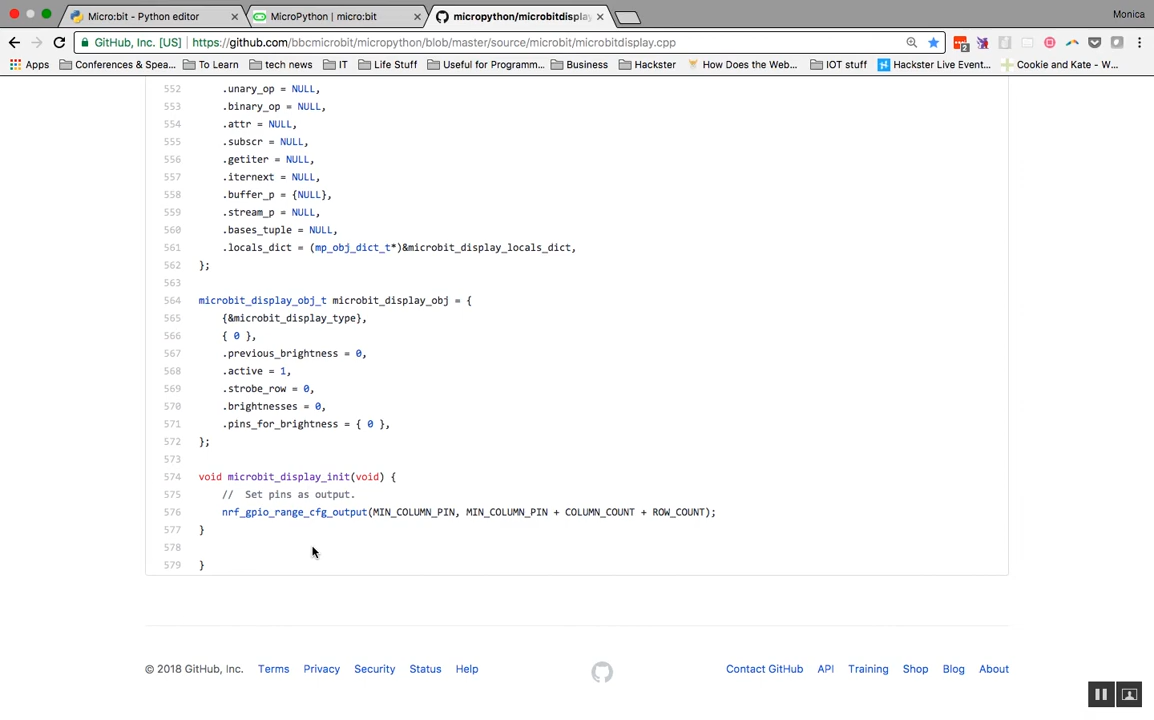 Micro:bit - Python editor
MicroPython | micro:bit
micropython/microbitdisplay
Monica
GitHub, Inc. [US] | https://github.com/bbcmicrobit/micropython/blob/master/source/microbit/microbitdisplay.cpp
2
Apps Conferences & Spea... To Learn tech news IT Life Stuff Useful for Programm... Business Hackster How Does the Web... IOT stuff Hackster Live Event... Cookie and Kate - W...
552 .unary_op = NULL,
553 .binary_op = NULL,
554 .attr = NULL,
555 .subscr = NULL,
556 .getiter = NULL,
557 .iternext = NULL,
558 .buffer_p = {NULL},
559 .stream_p = NULL,
560 .bases_tuple = NULL,
561 .locals_dict = (mp_obj_dict_t*)&microbit_display_locals_dict,
562 };
563
564 microbit_display_obj_t microbit_display_obj = {
565 {&microbit_display_type},
566 { 0 },
567 .previous_brightness = 0,
568 .active = 1,
569 .strobe_row = 0,
570 .brightnesses = 0,
571 .pins_for_brightness = { 0 },
572 };
573
574 void microbit_display_init(void) {
575 // Set pins as output.
576 nrf_gpio_range_cfg_output(MIN_COLUMN_PIN, MIN_COLUMN_PIN + COLUMN_COUNT + ROW_COUNT);
577 }
578
579 }
© 2018 GitHub, Inc. Terms Privacy Security Status Help Contact GitHub API Training Shop Blog About